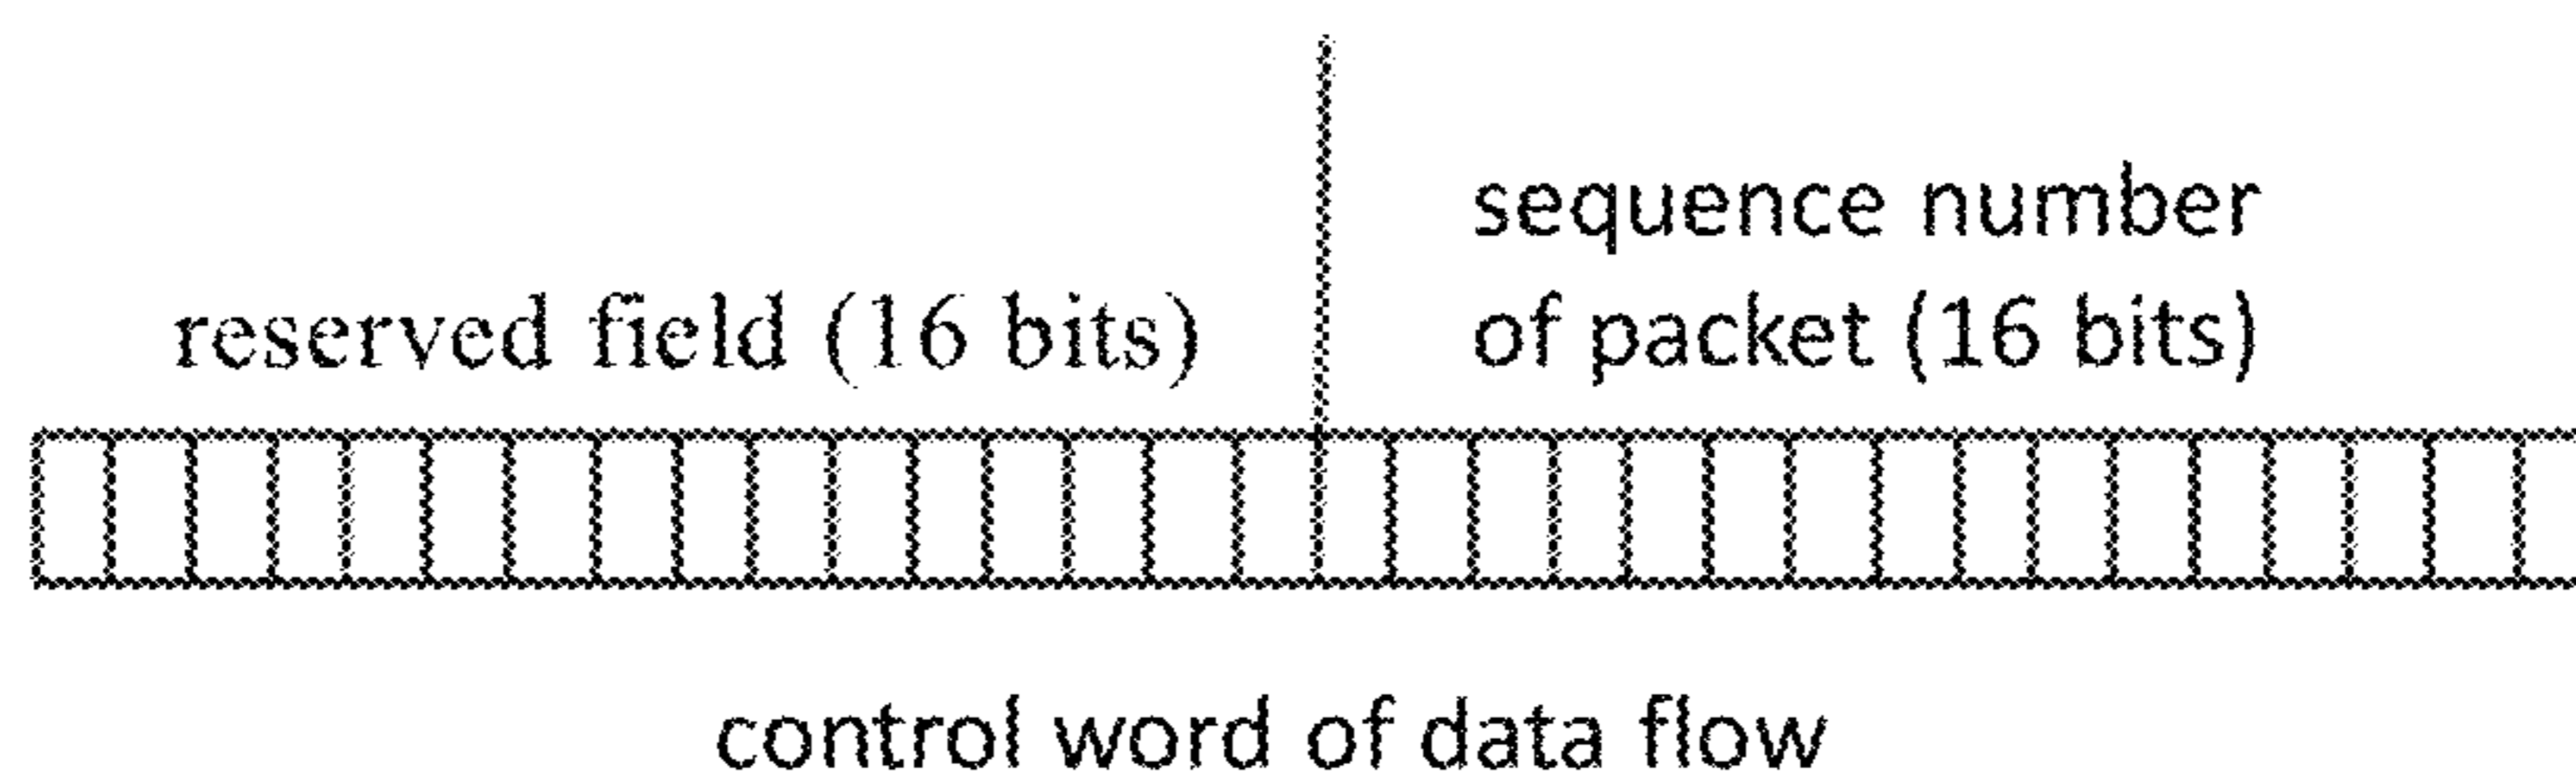 reserved field (16 bits)
sequence number
of packet (16 bits)
control word of data flow